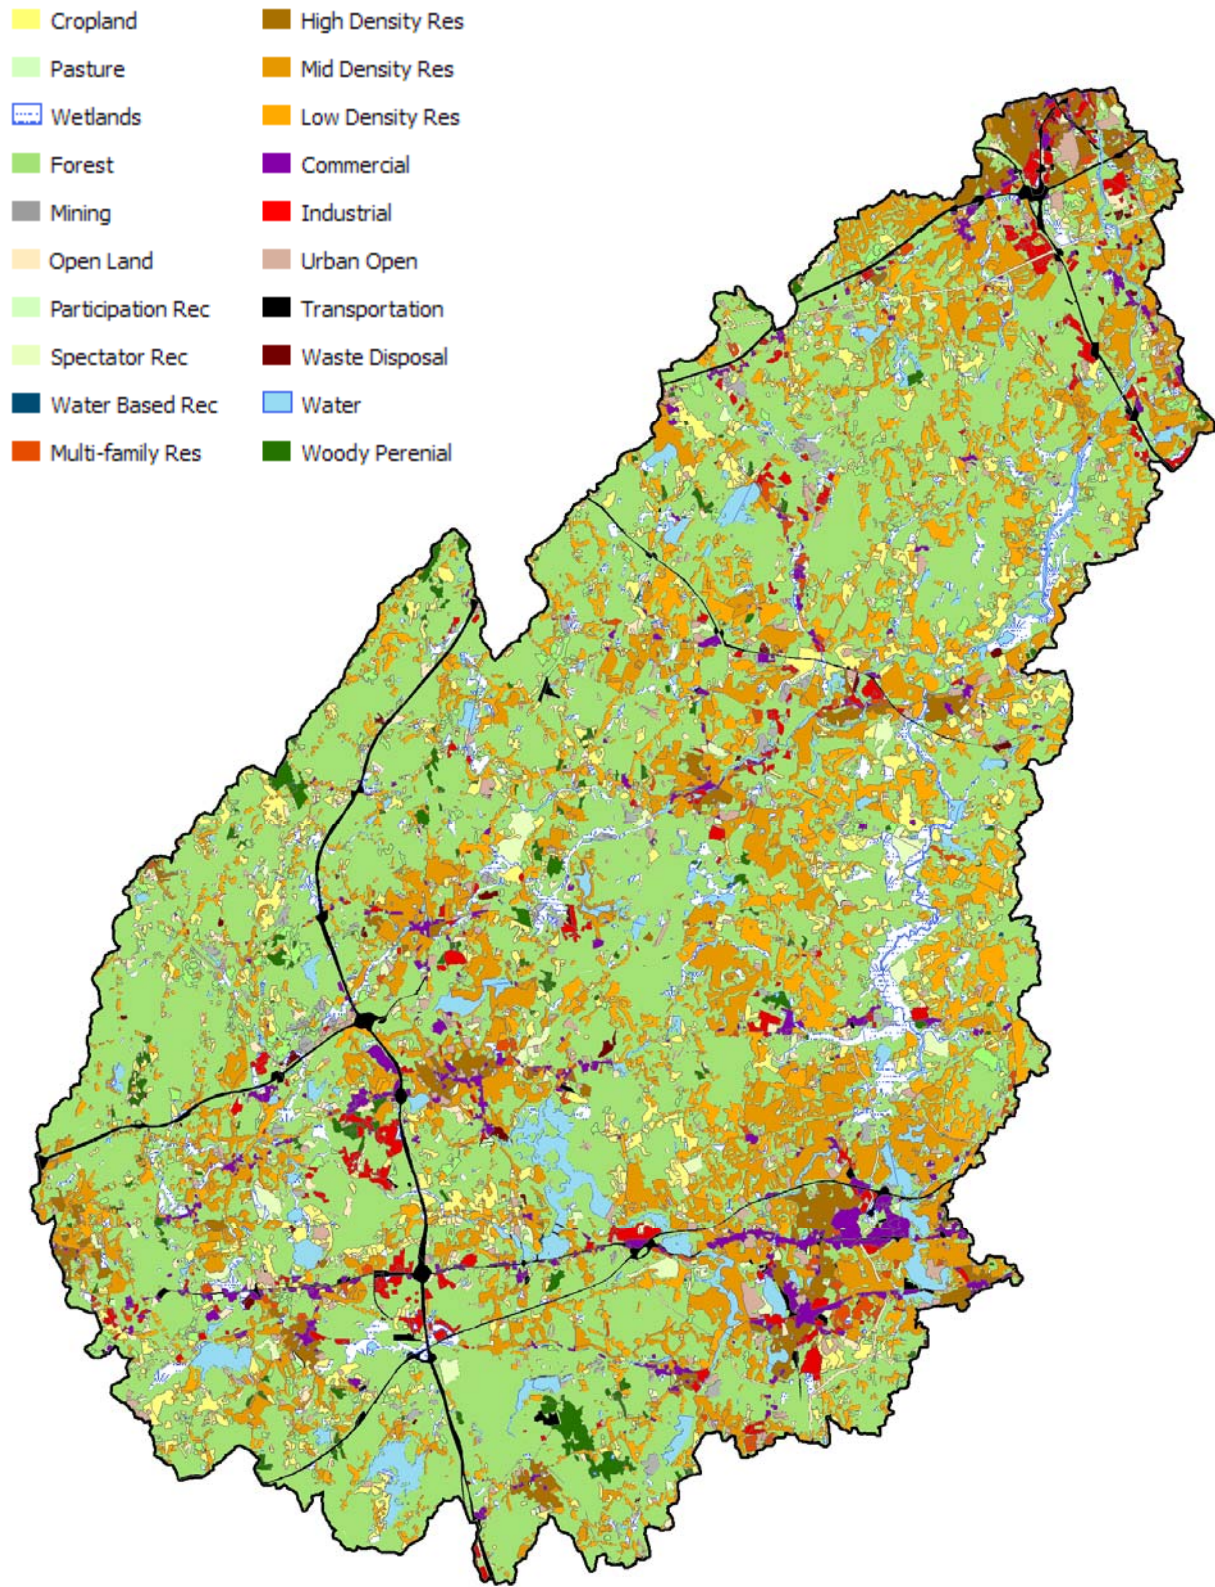 Cropland
High Density Res
Pasture
Mid Density Res
Wetlands
Low Density Res
Forest
Commercial
Mining
Industrial
Open Land
Urban Open
Participation Rec
Transportation
Spectator Rec
Waste Disposal
Water Based Rec
Water
Multi-family Res
Woody Perenial